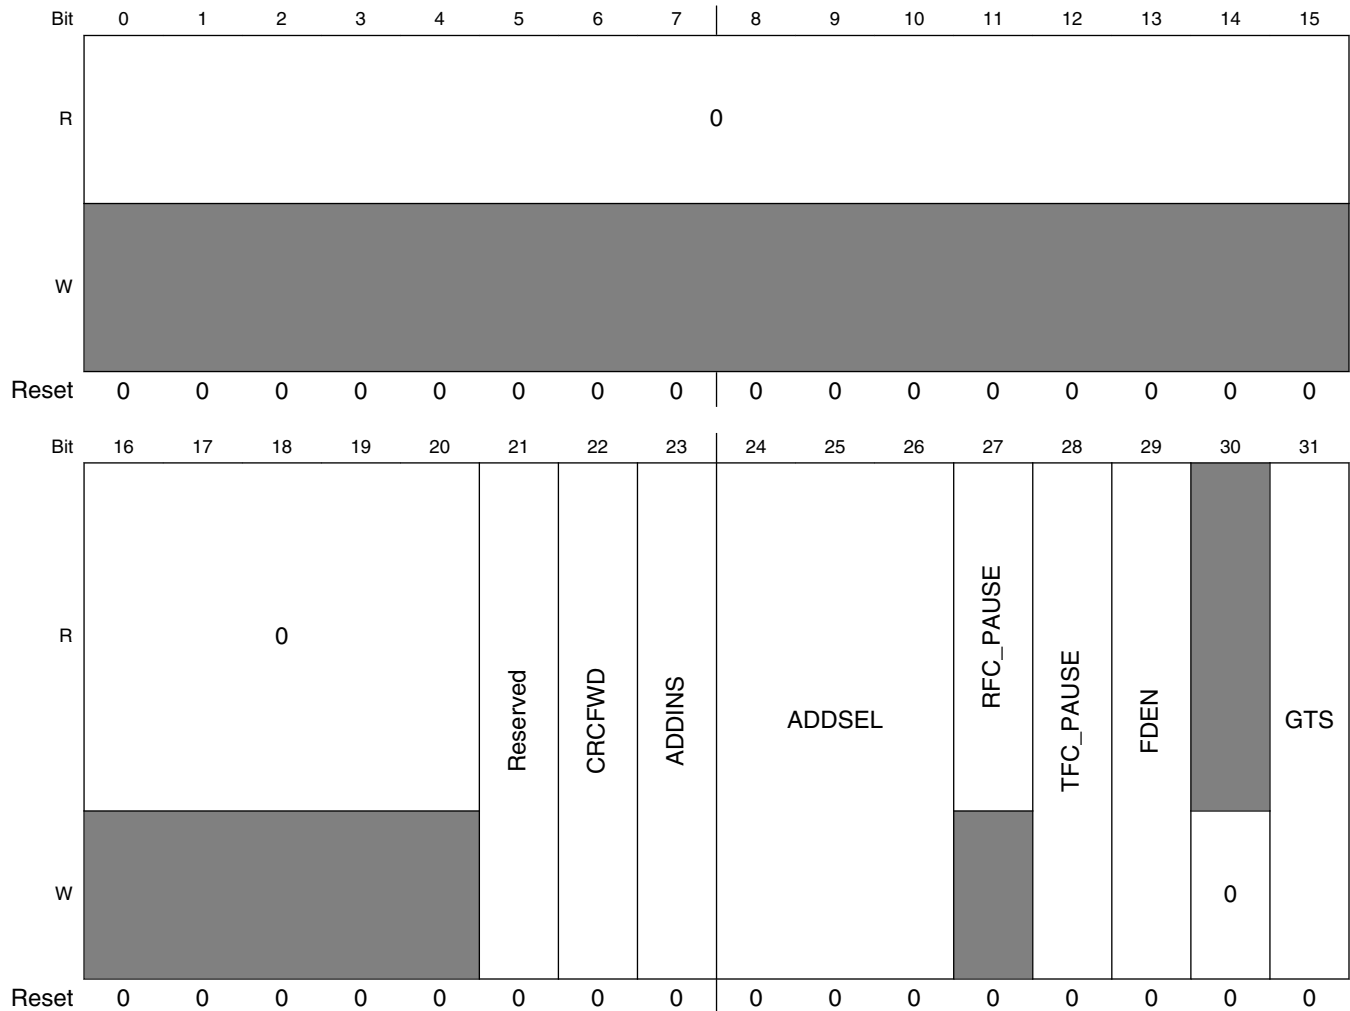 Bit 0 1 2 3 4 5 6 7 8 9 10 11 12 13 14 15
R 0
W
Reset 0 0 0 0 0 0 0 0 0 0 0 0 0 0 0 0
Bit 16 17 18 19 20 21 22 23 24 25 26 27 28 29 30 31
R 0 Reserved CRCFWD ADDINS ADDSEL RFC_PAUSE TFC_PAUSE FDEN GTS
W 0
Reset 0 0 0 0 0 0 0 0 0 0 0 0 0 0 0 0